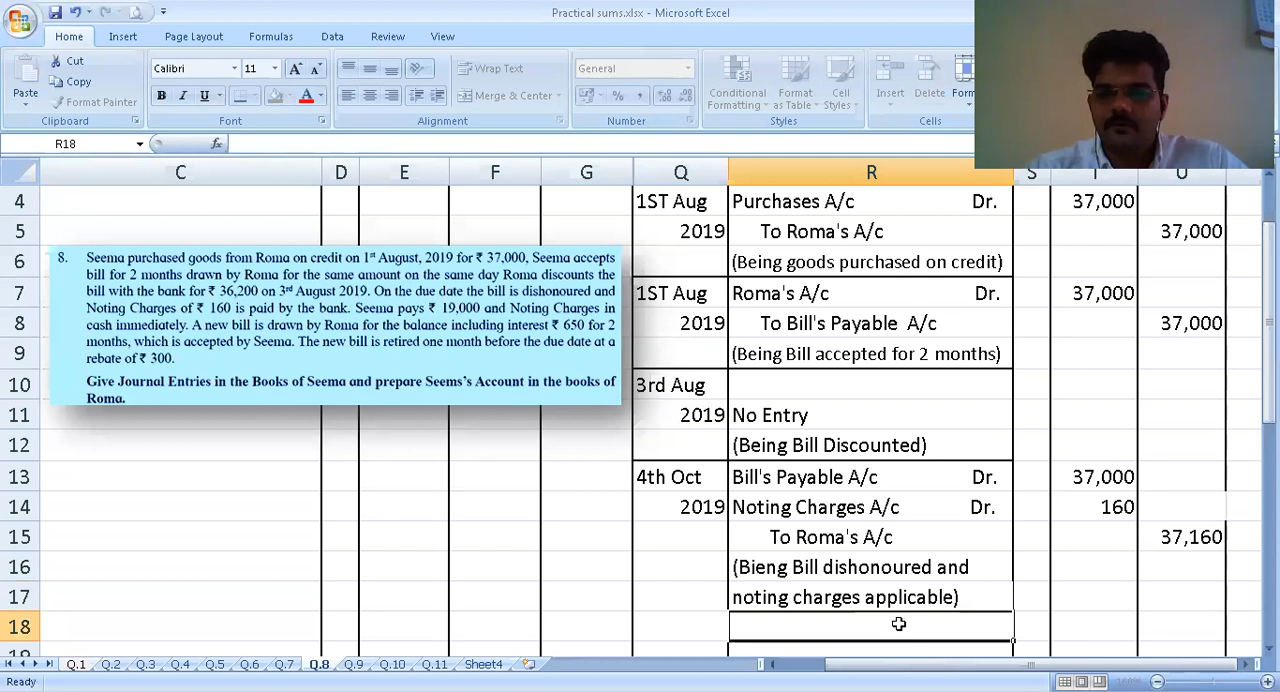 Practical sums.xlsx - Microsoft Excel
Home Insert Page Layout Formulas Data Review View
Paste
Cut
Copy
Format Painter
Calibri 11
B I U
Wrap Text
Merge & Center
General
Conditional Formatting
Format as Table
Cell Styles
Insert Delete Form
Clipboard Font Alignment Number Styles Cells
R18 fx
C D E F G Q R S T U
4 1ST Aug Purchases A/c Dr. 37,000
5 2019 To Roma's A/c 37,000
6 (Being goods purchased on credit)
7 1ST Aug Roma's A/c Dr. 37,000
8 2019 To Bill's Payable A/c 37,000
9 (Being Bill accepted for 2 months)
10 3rd Aug
11 2019 No Entry
12 (Being Bill Discounted)
13 4th Oct Bill's Payable A/c Dr. 37,000
14 2019 Noting Charges A/c Dr. 160
15 To Roma's A/c 37,160
16 (Bieng Bill dishonoured and
17 noting charges applicable)
18
8. Seema purchased goods from Roma on credit on 1st August, 2019 for ₹ 37,000, Seema accepts
bill for 2 months drawn by Roma for the same amount on the same day Roma discounts the
bill with the bank for ₹ 36,200 on 3rd August 2019. On the due date the bill is dishonoured and
Noting Charges of ₹ 160 is paid by the bank. Seema pays ₹ 19,000 and Noting Charges in
cash immediately. A new bill is drawn by Roma for the balance including interest ₹ 650 for 2
months, which is accepted by Seema. The new bill is retired one month before the due date at a
rebate of ₹ 300.
Give Journal Entries in the Books of Seema and prepare Seems's Account in the books of
Roma.
Q.1 Q.2 Q.3 Q.4 Q.5 Q.6 Q.7 Q.8 Q.9 Q.10 Q.11 Sheet4
Ready